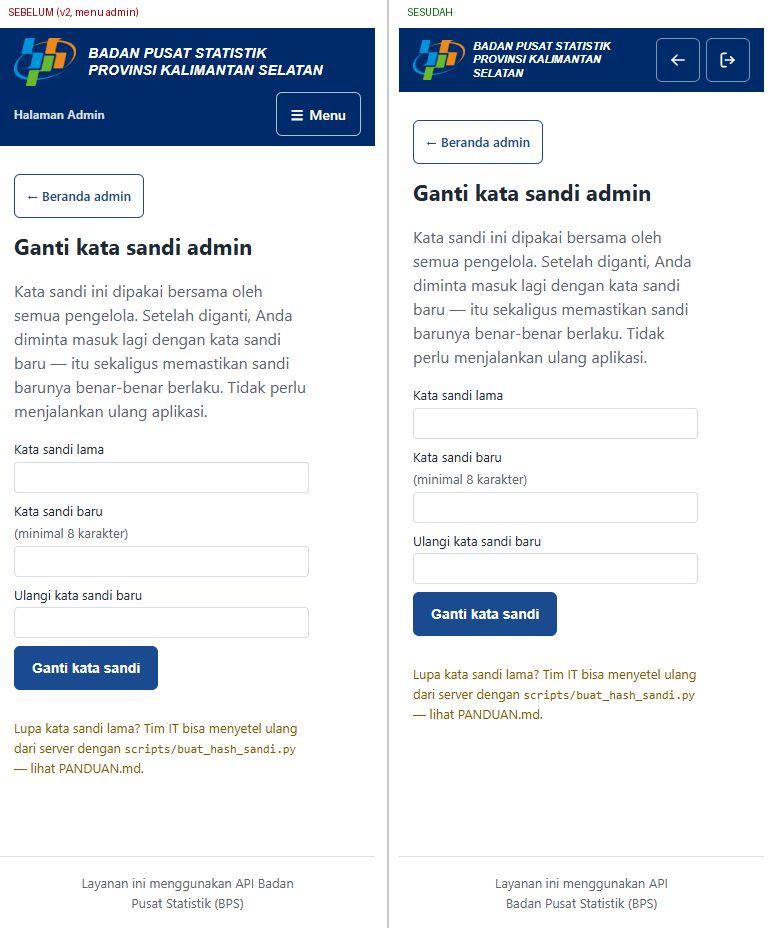 SEBELUM (v2, menu admin)
BADAN PUSAT STATISTIK
PROVINSI KALIMANTAN SELATAN
Halaman Admin
☰ Menu
← Beranda admin
Ganti kata sandi admin
Kata sandi ini dipakai bersama oleh
semua pengelola. Setelah diganti, Anda
diminta masuk lagi dengan kata sandi
baru — itu sekaligus memastikan sandi
barunya benar-benar berlaku. Tidak perlu
menjalankan ulang aplikasi.
Kata sandi lama
Kata sandi baru
(minimal 8 karakter)
Ulangi kata sandi baru
Ganti kata sandi
Lupa kata sandi lama? Tim IT bisa menyetel ulang
dari server dengan scripts/buat_hash_sandi.py
— lihat PANDUAN.md.
Layanan ini menggunakan API Badan
Pusat Statistik (BPS)
SESUDAH
BADAN PUSAT STATISTIK
PROVINSI KALIMANTAN
SELATAN
← Beranda admin
Ganti kata sandi admin
Kata sandi ini dipakai bersama oleh
semua pengelola. Setelah diganti, Anda
diminta masuk lagi dengan kata sandi
baru — itu sekaligus memastikan sandi
barunya benar-benar berlaku. Tidak
perlu menjalankan ulang aplikasi.
Kata sandi lama
Kata sandi baru
(minimal 8 karakter)
Ulangi kata sandi baru
Ganti kata sandi
Lupa kata sandi lama? Tim IT bisa menyetel ulang
dari server dengan scripts/buat_hash_sandi.py
— lihat PANDUAN.md.
Layanan ini menggunakan API
Badan Pusat Statistik (BPS)